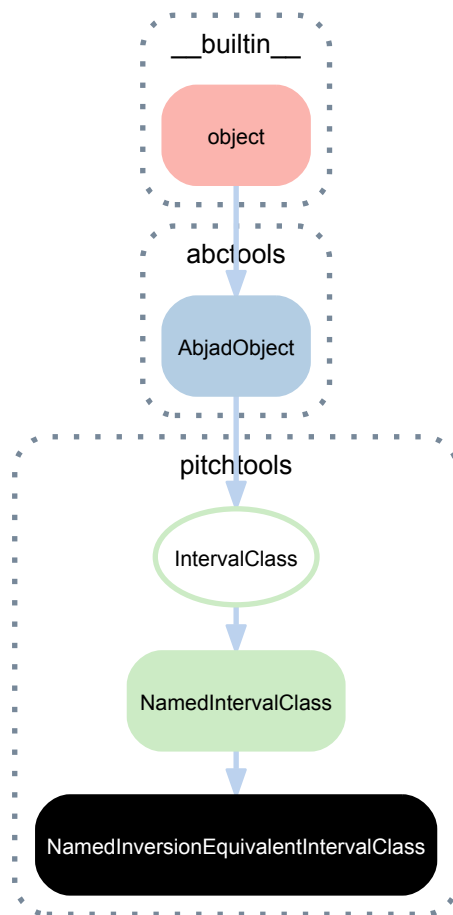 __builtin__
object
abctools
AbjadObject
pitchtools
IntervalClass
NamedIntervalClass
NamedInversionEquivalentIntervalClass